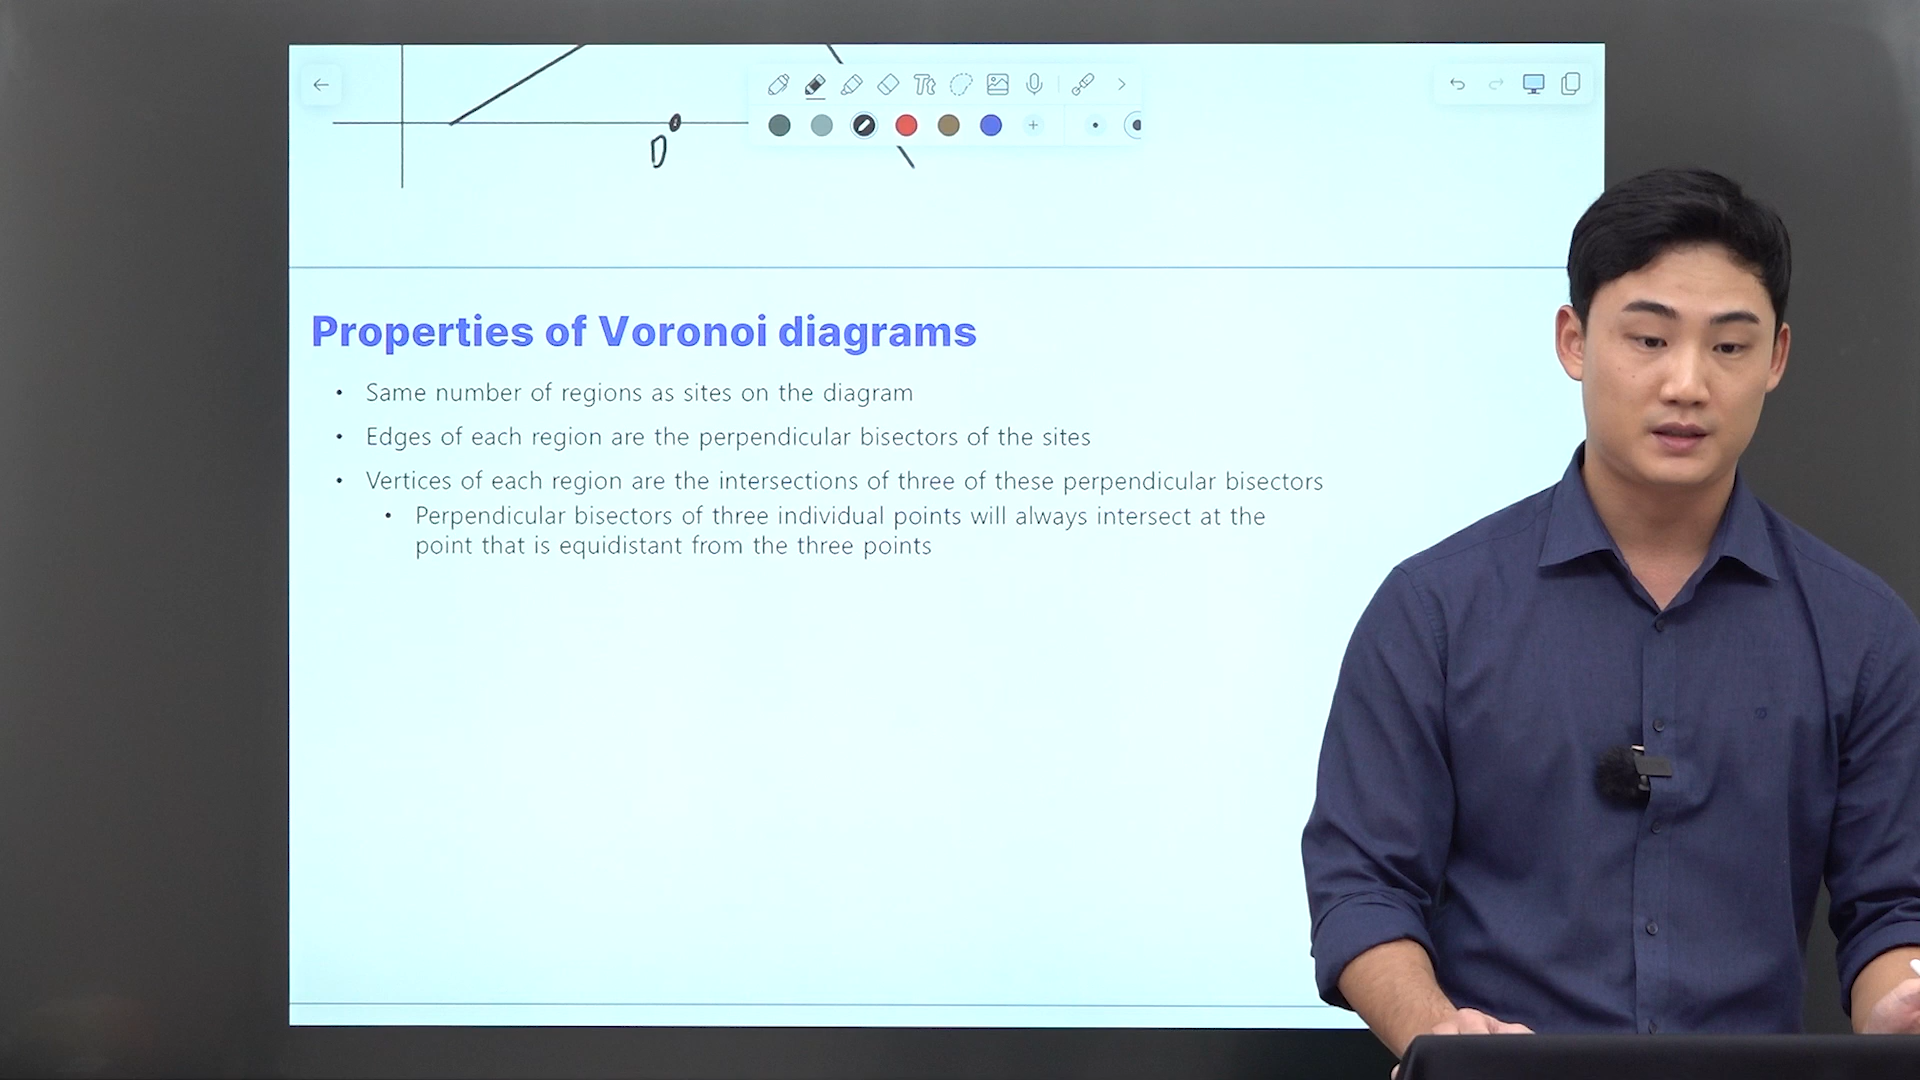 Tt
D
Properties of Voronoi diagrams
• Same number of regions as sites on the diagram
• Edges of each region are the perpendicular bisectors of the sites
• Vertices of each region are the intersections of three of these perpendicular bisectors
• Perpendicular bisectors of three individual points will always intersect at the
point that is equidistant from the three points